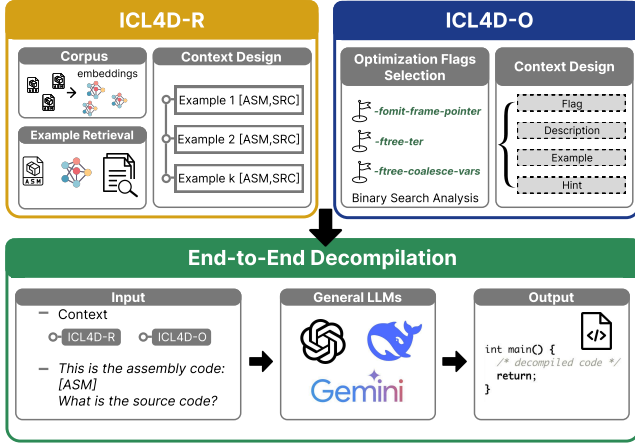 ICL4D-R
Corpus
embeddings
ASM
ASM
ASM
Example Retrieval
ASM
Context Design
Example 1 [ASM,SRC]
Example 2 [ASM,SRC]
Example k [ASM,SRC]
ICL4D-O
Optimization Flags
Selection
-fomit-frame-pointer
-ftree-ter
-ftree-coalesce-vars
Binary Search Analysis
Context Design
Flag
Description
Example
Hint
End-to-End Decompilation
Input
Context
ICL4D-R
ICL4D-O
This is the assembly code:
[ASM]
What is the source code?
General LLMs
Gemini
Output
</>
int main() {
/* decompiled code */
return;
}